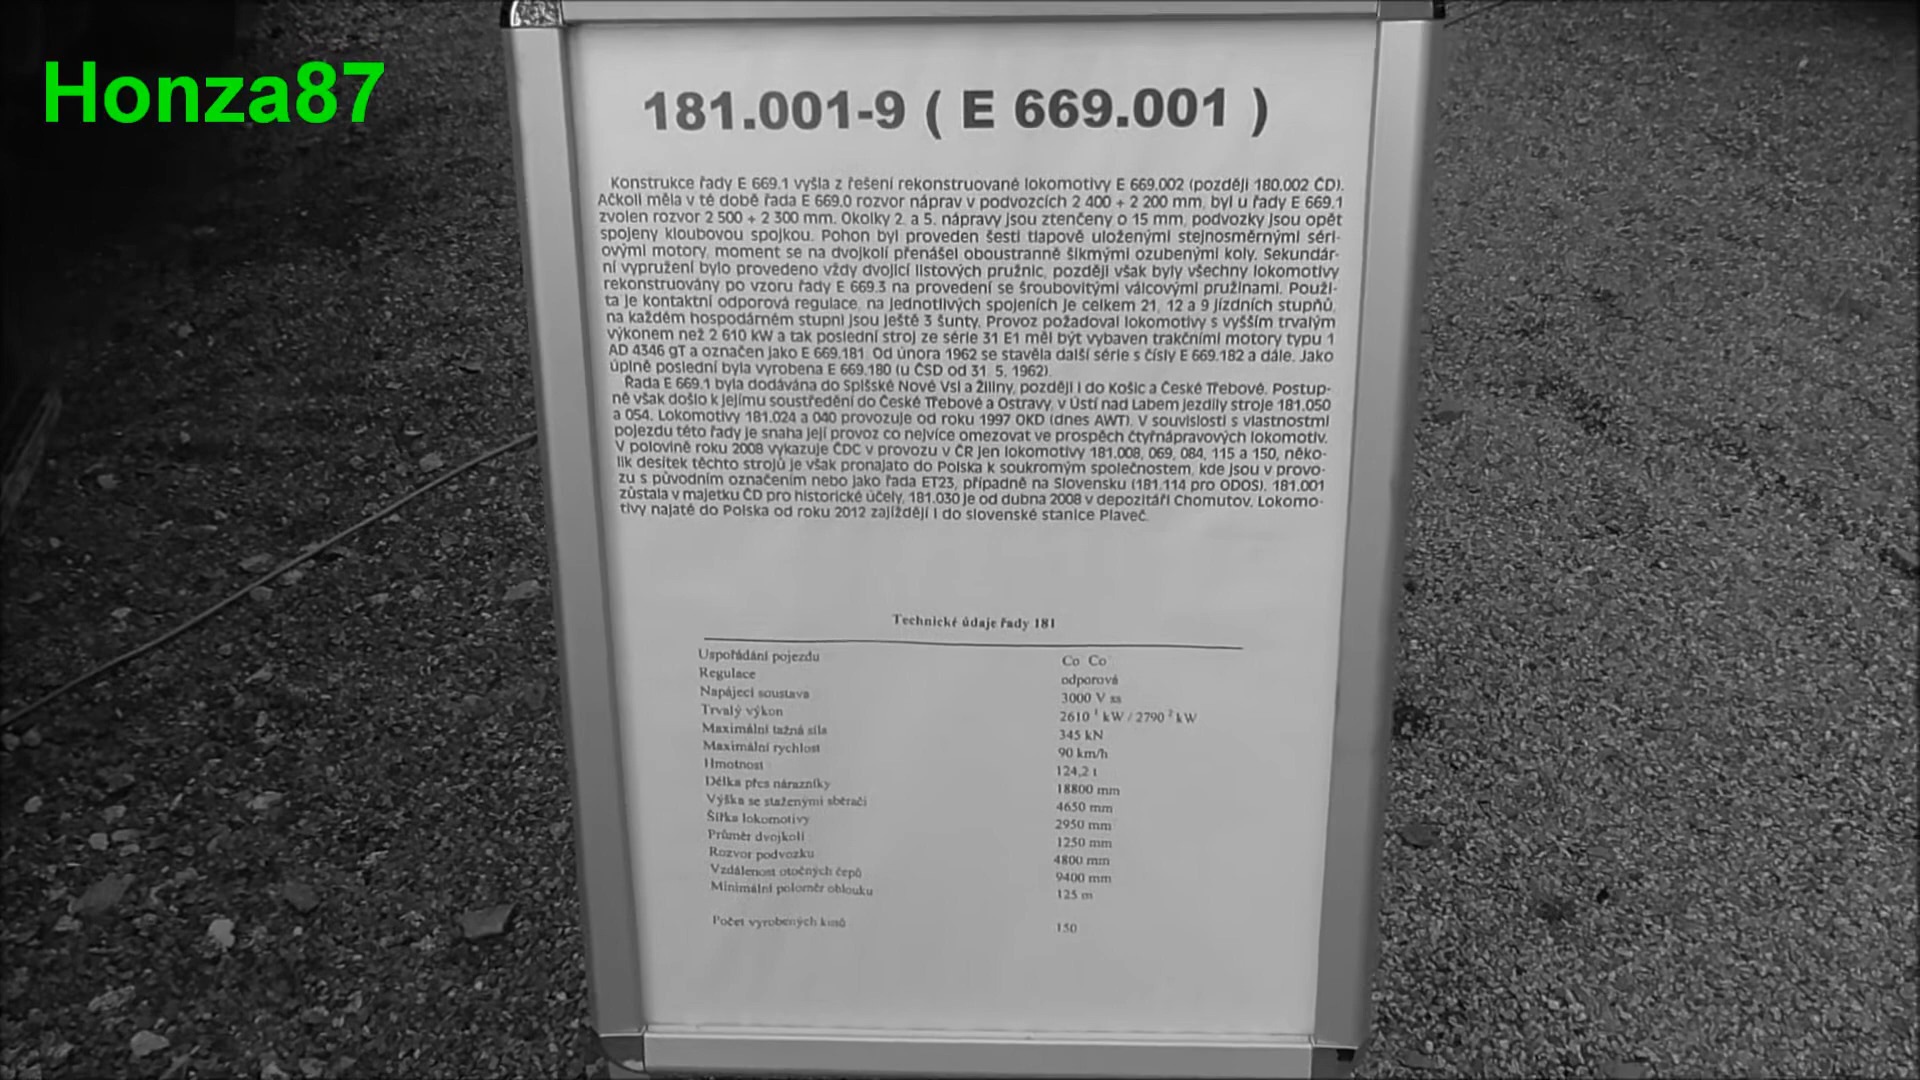 Honza87
181.001-9 ( E 669.001 )
Konstrukce řady E 669.1 vyšla z řešení rekonstruované lokomotivy E 669.002 (později 180.002 ČD).
Ačkoli měla v té době řada E 669.0 rozvor náprav v podvozcích 2 400 + 2 200 mm, byl u řady E 669.1
zvolen rozvor 2 500 + 2 300 mm. Okolky 2. a 5. nápravy jsou ztenčeny o 15 mm, podvozky jsou opět
spojeny kloubovou spojkou. Pohon byl proveden šesti tlapově uloženými stejnosměrnými séri-
ovými motory, moment se na dvojkolí přenášel oboustranně šikmými ozubenými koly. Sekundár-
ní vypružení bylo provedeno vždy dvojicí listových pružnic, později však byly všechny lokomotivy
rekonstruovány po vzoru řady E 669.3 na provedení se šroubovitými válcovými pružinami. Použi-
ta je kontaktní odporová regulace, na jednotlivých spojeních je celkem 21, 12 a 9 jízdních stupňů,
na každém hospodárném stupni jsou ještě 3 šunty. Provoz požadoval lokomotivy s vyšším trvalým
výkonem než 2 610 kW a tak poslední stroj ze série 31 E1 měl být vybaven trakčními motory typu 1
AD 4346 gT a označen jako E 669.181. Od února 1962 se stavěla další série s čísly E 669.182 a dále. Jako
úplně poslední byla vyrobena E 669.180 (u ČSD od 31. 5. 1962).
Řada E 669.1 byla dodávána do Spišské Nové Vsi a Žiliny, později i do Košic a České Třebové. Postup-
ně však došlo k jejímu soustředění do České Třebové a Ostravy, v Ústí nad Labem jezdily stroje 181.050
a 054. Lokomotivy 181.024 a 040 provozuje od roku 1997 OKD (dnes AWT). V souvislosti s vlastnostmi
pojezdu této řady je snaha její provoz co nejvíce omezovat ve prospěch čtyřnápravových lokomotiv.
V polovině roku 2008 vykazuje ČDC v provozu v ČR jen lokomotivy 181.008, 069, 084, 115 a 150, něko-
lik desítek těchto strojů je však pronajato do Polska k soukromým společnostem, kde jsou v provo-
zu s původním označením nebo jako řada ET23, případně na Slovensku (181.114 pro ODOS). 181.001
zůstala v majetku ČD pro historické účely, 181.030 je od dubna 2008 v depozitáři Chomutov. Lokomo-
tivy najaté do Polska od roku 2012 zajíždějí i do slovenské stanice Plaveč.
Technické údaje řady 181
Uspořádání pojezdu Co Co
Regulace odporová
Napájecí soustava 3000 V ss
Trvalý výkon 2610 ¹ kW / 2790 ² kW
Maximální tažná síla 345 kN
Maximální rychlost 90 km/h
Hmotnost 124,2 t
Délka přes nárazníky 18800 mm
Výška se staženými sběrači 4650 mm
Šířka lokomotivy 2950 mm
Průměr dvojkolí 1250 mm
Rozvor podvozku 4800 mm
Vzdálenost otočných čepů 9400 mm
Minimální poloměr oblouku 125 m
Počet vyrobených kusů 150